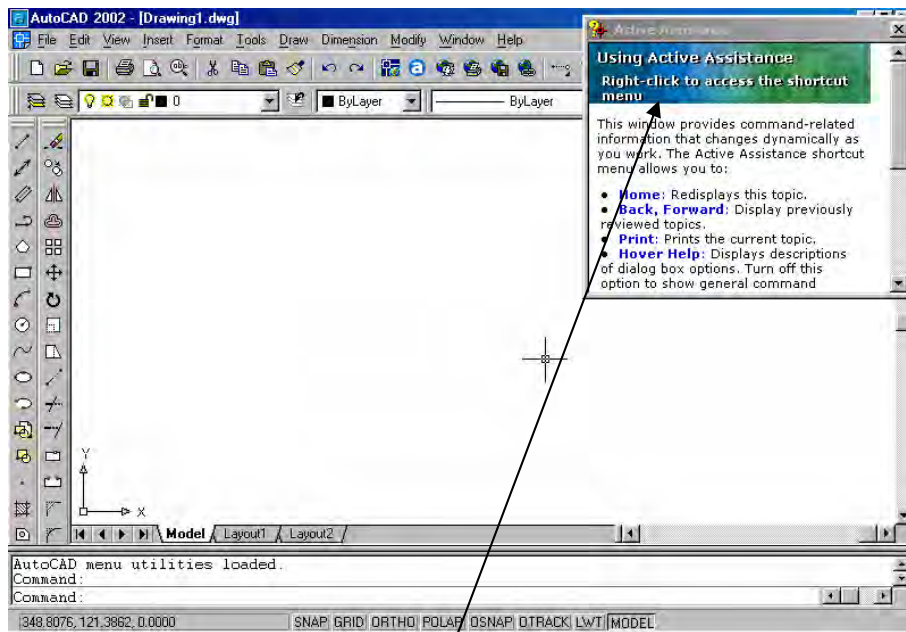 AutoCAD 2002 - [Drawing1.dwg]
File Edit View Insert Format Tools Draw Dimension Modify Window Help
0 ByLayer ByLayer
Using Active Assistance
Right-click to access the shortcut
menu
This window provides command-related
information that changes dynamically as
you work. The Active Assistance shortcut
menu allows you to:
• Home: Redisplays this topic.
• Back, Forward: Display previously
reviewed topics.
• Print: Prints the current topic.
• Hover Help: Displays descriptions
of dialog box options. Turn off this
option to show general command
Y
X
Model Layout1 Layout2
AutoCAD menu utilities loaded.
Command:
Command:
348.8076, 121.3862, 0.0000 SNAP GRID ORTHO POLAR OSNAP OTRACK LWT MODEL